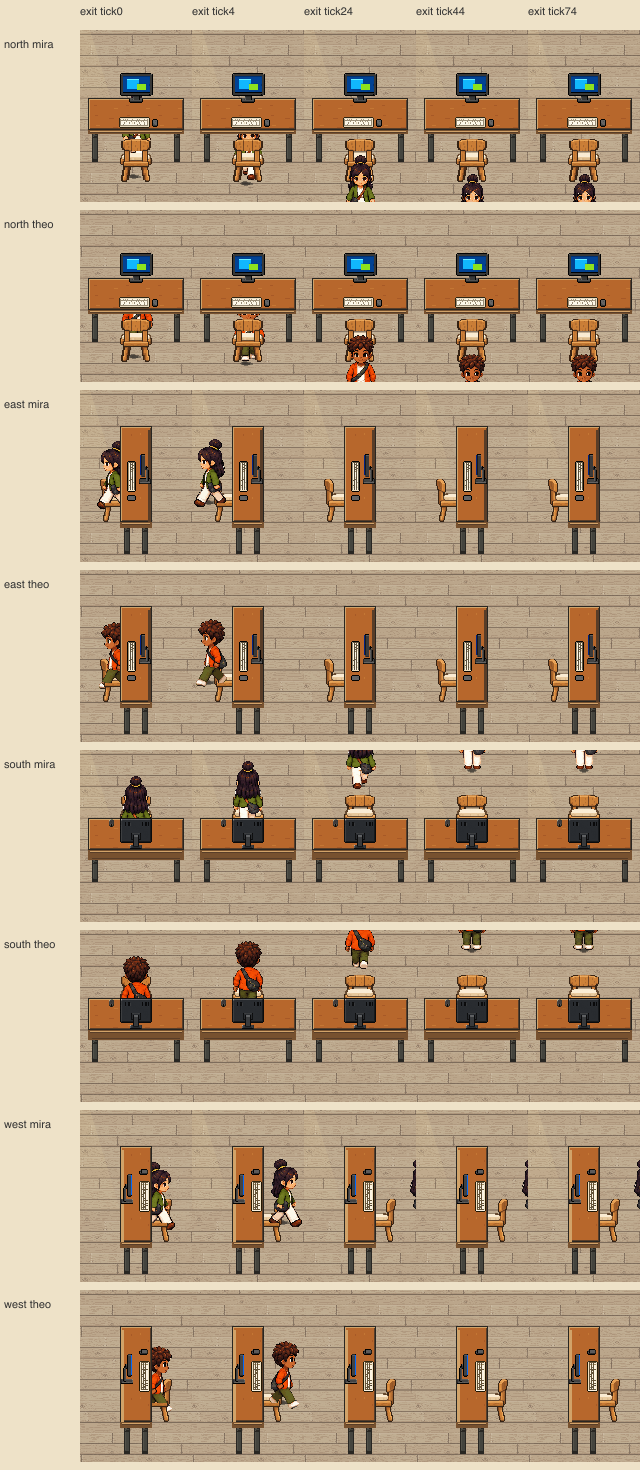 exit tick0 exit tick4 exit tick24 exit tick44 exit tick74
north mira
north theo
east mira
east theo
south mira
south theo
west mira
west theo